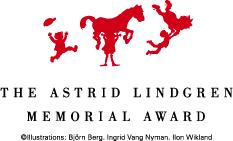 THE ASTRID LINDGREN
MEMORIAL AWARD
©Illustrations: Björn Berg. Ingrid Vang Nyman. Ilon Wikland